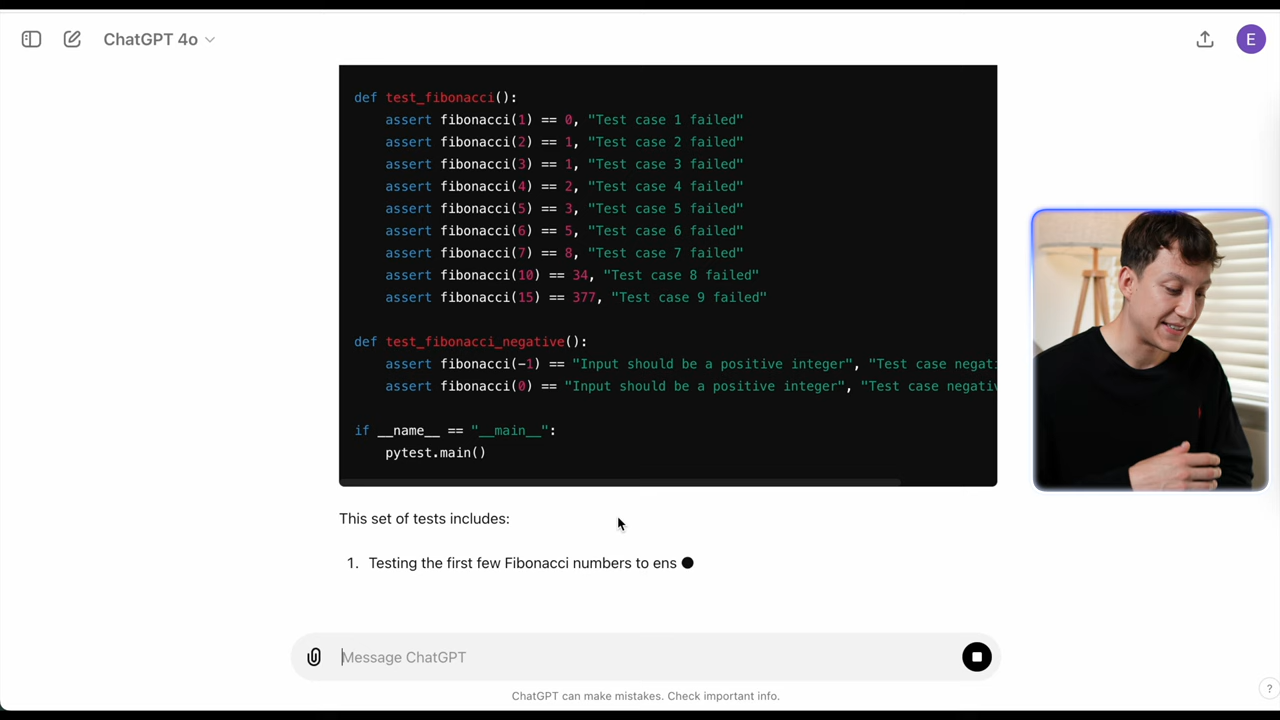 ChatGPT 4o
E
def test_fibonacci():
    assert fibonacci(1) == 0, "Test case 1 failed"
    assert fibonacci(2) == 1, "Test case 2 failed"
    assert fibonacci(3) == 1, "Test case 3 failed"
    assert fibonacci(4) == 2, "Test case 4 failed"
    assert fibonacci(5) == 3, "Test case 5 failed"
    assert fibonacci(6) == 5, "Test case 6 failed"
    assert fibonacci(7) == 8, "Test case 7 failed"
    assert fibonacci(10) == 34, "Test case 8 failed"
    assert fibonacci(15) == 377, "Test case 9 failed"
def test_fibonacci_negative():
    assert fibonacci(-1) == "Input should be a positive integer", "Test case negati
    assert fibonacci(0) == "Input should be a positive integer", "Test case negativ
if __name__ == "__main__":
    pytest.main()
This set of tests includes:
1. Testing the first few Fibonacci numbers to ens
Message ChatGPT
ChatGPT can make mistakes. Check important info.
?